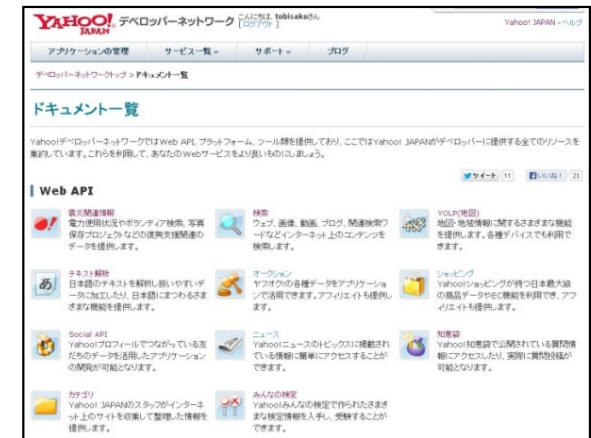 YAHOO! JAPAN デベロッパーネットワーク
こんにちは、tobisakoさん
[ログアウト]
Yahoo! JAPAN - ヘルプ
アプリケーションの管理 サービス一覧 サポート ブログ
デベロッパーネットワークトップ > ドキュメント一覧
ドキュメント一覧
Yahoo!デベロッパーネットワークではWeb API、プラットフォーム、ツール類を提供しており、ここではYahoo! JAPANがデベロッパーに提供する全てのリソースを
集約しています。これらを利用して、あなたのWebサービスをより良いものにしましょう。
ツイート 11 いいね! 21
Web API
震災関連情報
電力使用状況やボランティア検索、写真
保存プロジェクトなどの復興支援関連の
データを提供します。
検索
ウェブ、画像、動画、ブログ、関連検索ワ
ードなどインターネット上のコンテンツを
検索します。
YOLP(地図)
地図・地域情報に関するさまざまな機能
を提供します。各種デバイスでも利用で
きます。
あ
テキスト解析
日本語のテキストを解析し扱いやすいデ
ータに加工したり、日本語にまつわるさま
ざまな機能を提供します。
オークション
ヤフオク!の各種データをアプリケーショ
ンで活用できます。アフィリエイトも提供し
ます。
ショッピング
Yahoo!ショッピングが持つ日本最大級
の商品データやEC機能を利用でき、アフ
ィリエイトも提供します。
Social API
Yahoo!プロフィールでつながっている友
だちのデータを活用したアプリケーション
の開発が可能となります。
ニュース
Yahoo!ニュースのトピックスに掲載され
ている情報に簡単にアクセスすることが
できます。
知恵袋
Yahoo!知恵袋で公開されている質問情
報にアクセスしたり、実際に質問投稿が
可能となります。
カテゴリ
Yahoo! JAPANのスタッフがインターネ
ット上のサイトを収集して整理した情報を
提供します。
みんなの検定
Yahoo!みんなの検定で作られたさまざ
まな検定情報を入手し、受験することが
できます。